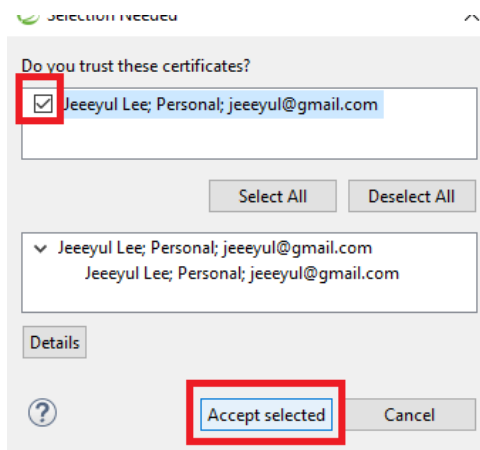 Selection Needed
Do you trust these certificates?
Jeeeyul Lee; Personal; jeeeyul@gmail.com
Select All
Deselect All
Jeeeyul Lee; Personal; jeeeyul@gmail.com
Jeeeyul Lee; Personal; jeeeyul@gmail.com
Details
?
Accept selected
Cancel